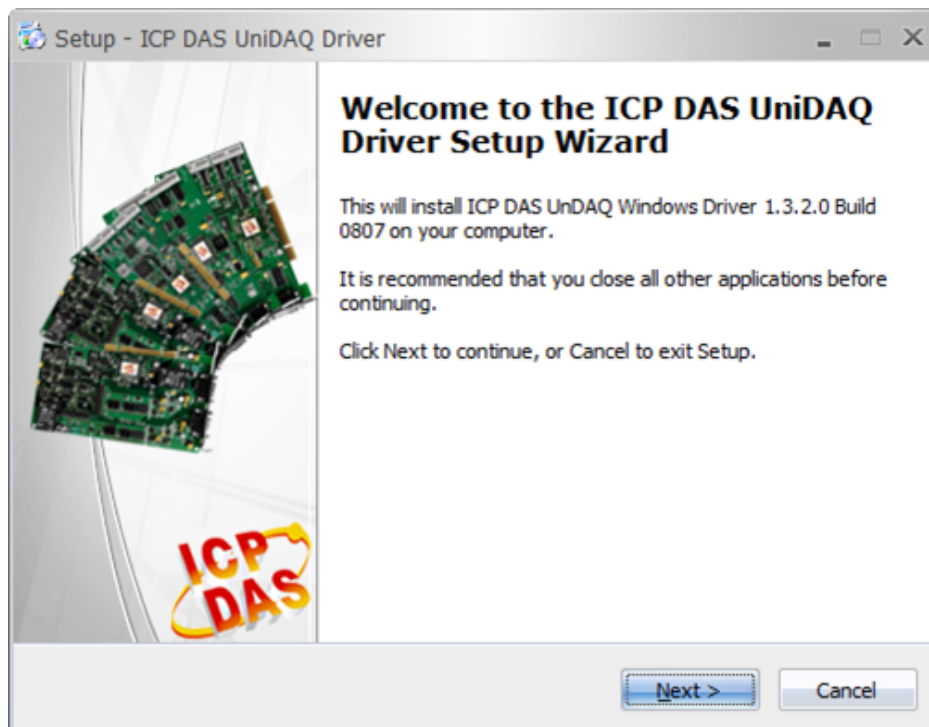 Setup - ICP DAS UniDAQ Driver
Welcome to the ICP DAS UniDAQ
Driver Setup Wizard
This will install ICP DAS UnDAQ Windows Driver 1.3.2.0 Build
0807 on your computer.
It is recommended that you close all other applications before
continuing.
Click Next to continue, or Cancel to exit Setup.
ICP
DAS
Next >
Cancel